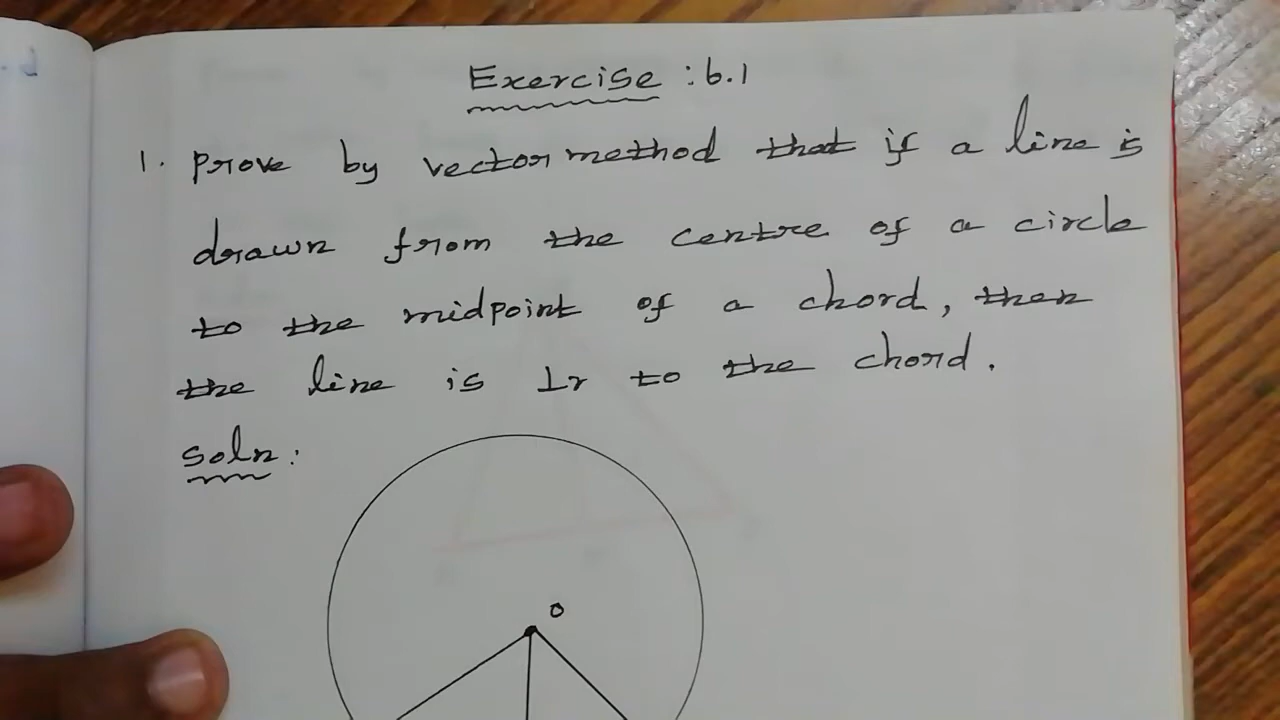 Exercise : 6.1
1. Prove by vector method that if a line is
drawn from the centre of a circle
to the midpoint of a chord, then
the line is ⊥r to the chord.
Soln :
O